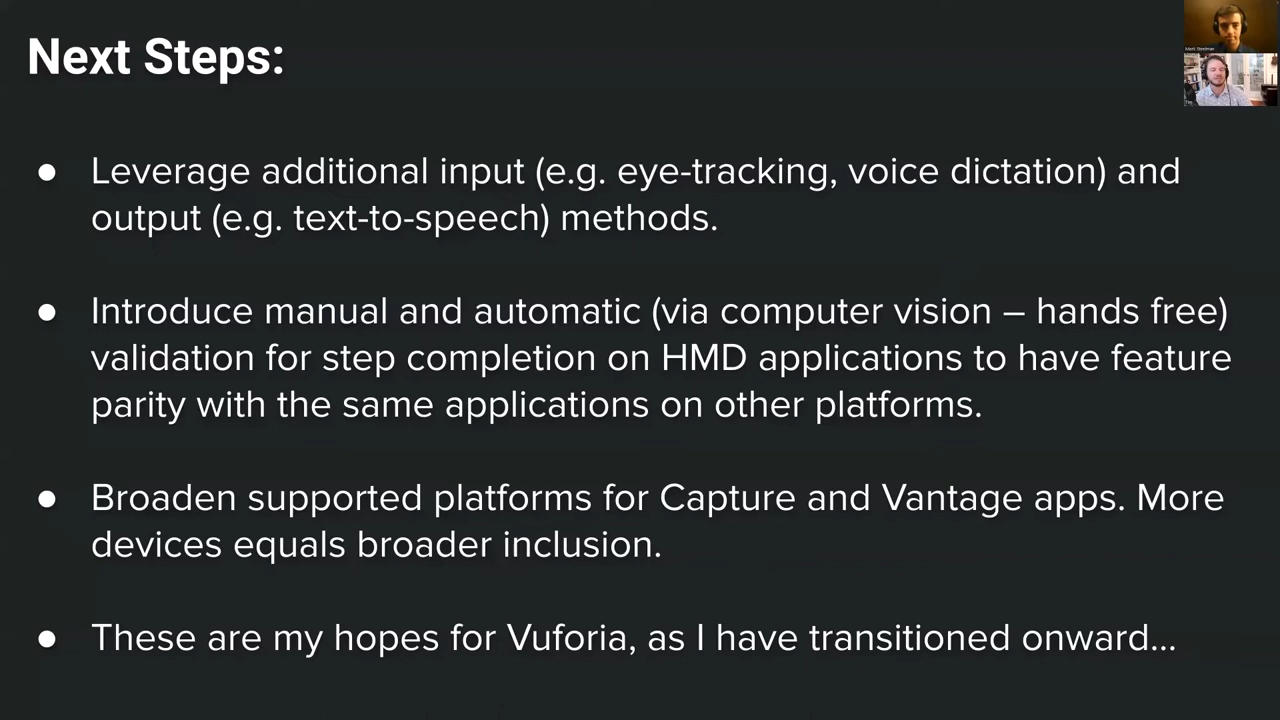 Next Steps:
● Leverage additional input (e.g. eye-tracking, voice dictation) and
output (e.g. text-to-speech) methods.
● Introduce manual and automatic (via computer vision – hands free)
validation for step completion on HMD applications to have feature
parity with the same applications on other platforms.
● Broaden supported platforms for Capture and Vantage apps. More
devices equals broader inclusion.
● These are my hopes for Vuforia, as I have transitioned onward...